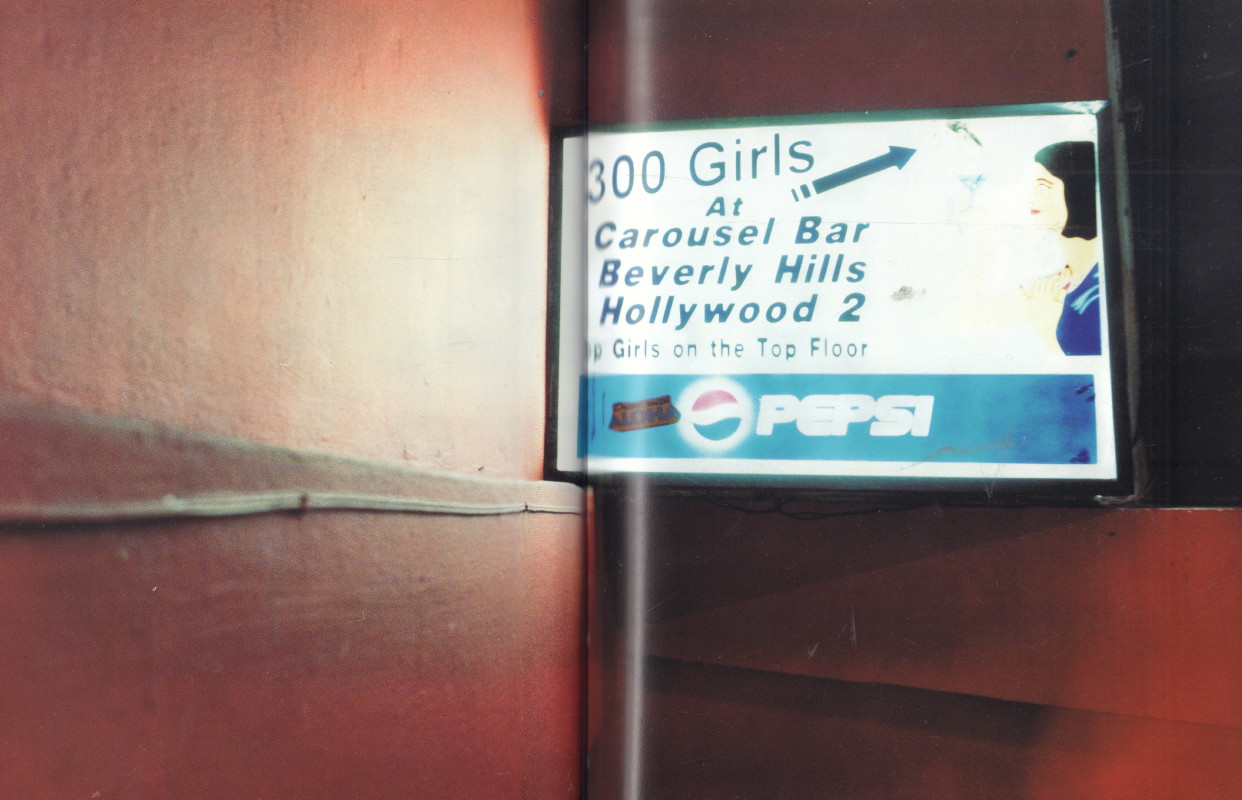 300 Girls
At
Carousel Bar
Beverly Hills
Hollywood 2
Girls on the Top Floor
PEPSI